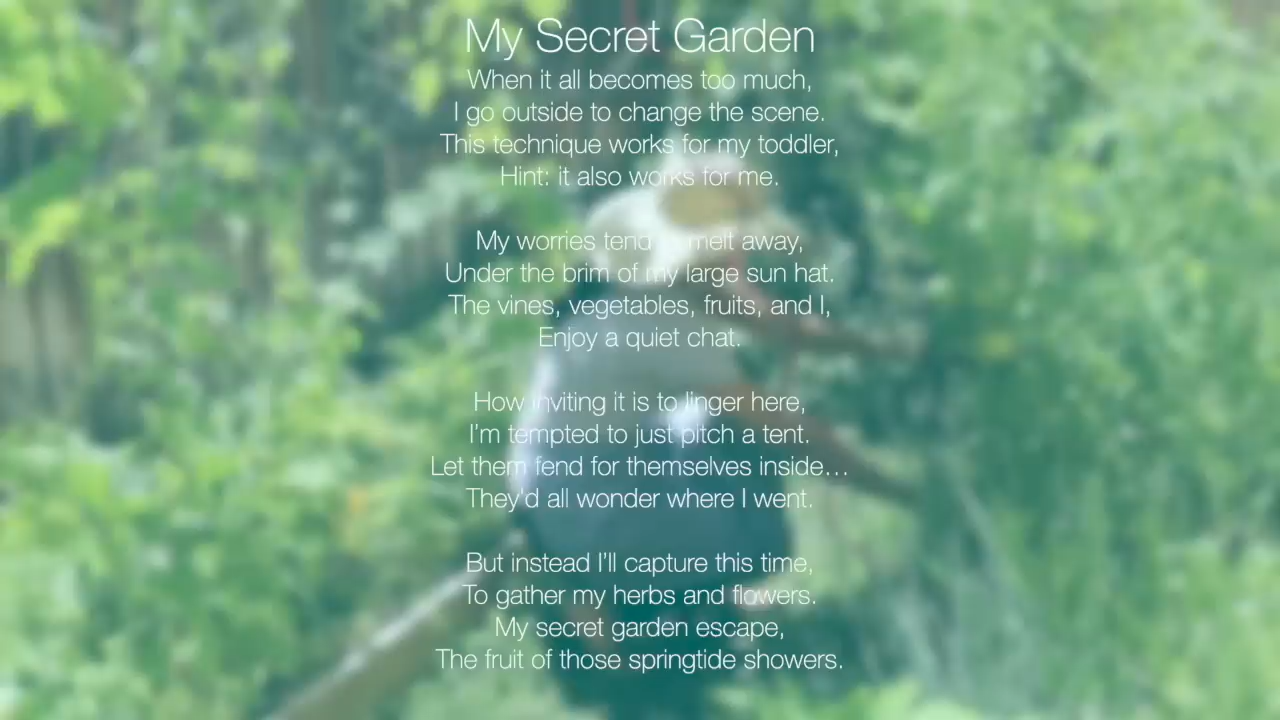 My Secret Garden
When it all becomes too much,
I go outside to change the scene.
This technique works for my toddler,
Hint: it also works for me.
My worries tend to melt away,
Under the brim of my large sun hat.
The vines, vegetables, fruits, and I,
Enjoy a quiet chat.
How inviting it is to linger here,
I'm tempted to just pitch a tent.
Let them fend for themselves inside…
They'd all wonder where I went.
But instead I'll capture this time,
To gather my herbs and flowers.
My secret garden escape,
The fruit of those springtide showers.